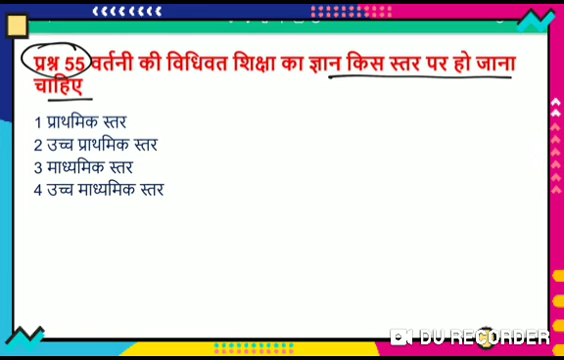 प्रश्न 55 वर्तनी की विधिवत शिक्षा का ज्ञान किस स्तर पर हो जाना
चाहिए
1 प्राथमिक स्तर
2 उच्च प्राथमिक स्तर
3 माध्यमिक स्तर
4 उच्च माध्यमिक स्तर
DU RECORDER